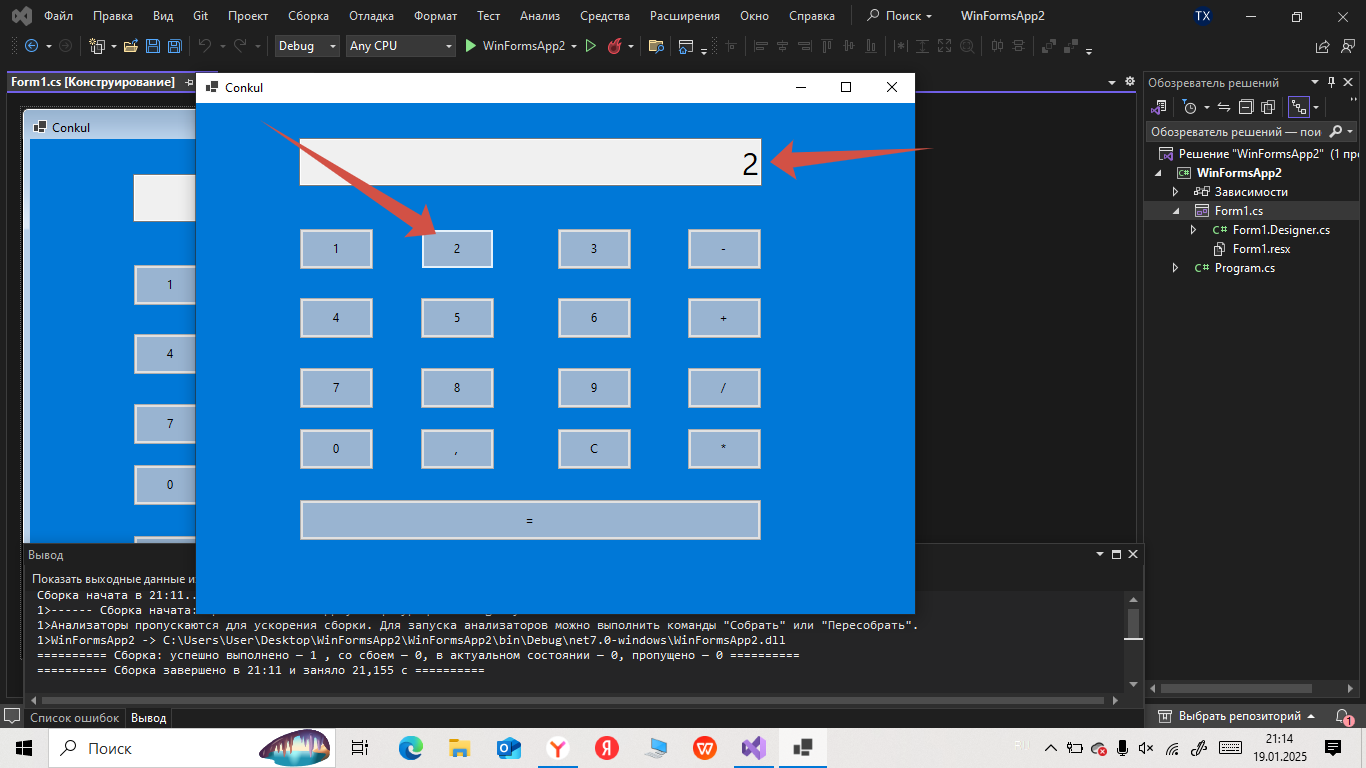 Файл Правка Вид Git Проект Сборка Отладка Формат Тест Анализ Средства Расширения Окно Справка Поиск WinFormsApp2 TX
Debug Any CPU WinFormsApp2
Form1.cs [Конструирование]
Conkul
1
4
7
0
Conkul
2
1 2 3 -
4 5 6 +
7 8 9 /
0 , C *
=
Обозреватель решений
Обозреватель решений — пои
Решение "WinFormsApp2" (1 про
WinFormsApp2
Зависимости
Form1.cs
C# Form1.Designer.cs
Form1.resx
C# Program.cs
Вывод
Показать выходные данные и
Сборка начата в 21:11..
1>------ Сборка начата:
1>Анализаторы пропускаются для ускорения сборки. Для запуска анализаторов можно выполнить команды "Собрать" или "Пересобрать".
1>WinFormsApp2 -> C:\Users\User\Desktop\WinFormsApp2\WinFormsApp2\bin\Debug\net7.0-windows\WinFormsApp2.dll
========== Сборка: успешно выполнено — 1 , со сбоем — 0, в актуальном состоянии — 0, пропущено — 0 ==========
========== Сборка завершено в 21:11 и заняло 21,155 с ==========
Список ошибок Вывод
Выбрать репозиторий 1
Поиск
21:14
19.01.2025